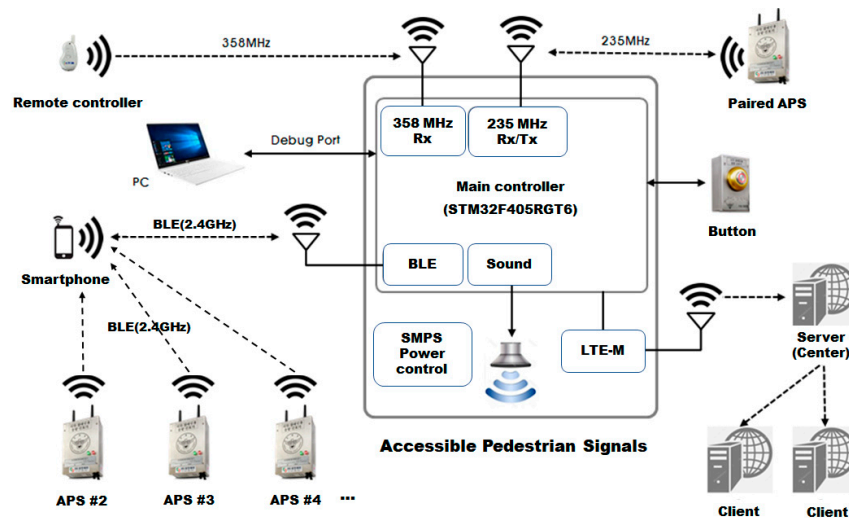 358MHz
235MHz
Remote controller
Paired APS
358 MHz
Rx
235 MHz
Rx/Tx
Debug Port
PC
Main controller
(STM32F405RGT6)
Button
BLE(2.4GHz)
Smartphone
BLE
Sound
BLE(2.4GHz)
SMPS
Power
control
LTE-M
Server
(Center)
Accessible Pedestrian Signals
APS #2
APS #3
APS #4
...
Client
Client